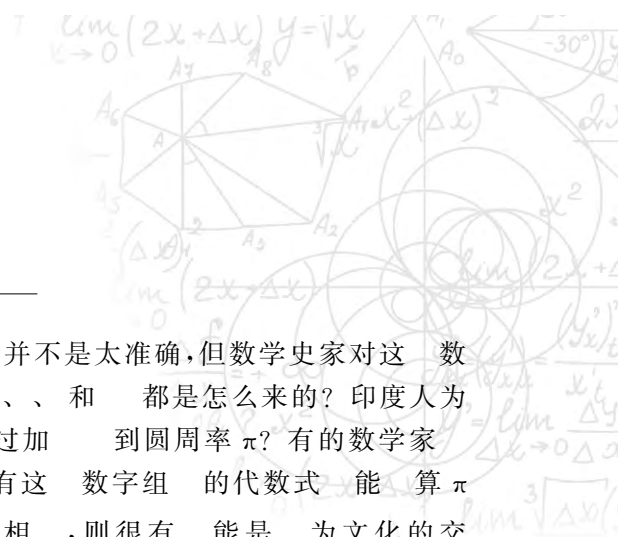 并不是太准确,但数学史家对这 数
、、和 都是怎么来的? 印度人为
过加 到圆周率 π? 有的数学家
有这 数字组 的代数式 能 算 π
相 ,则很有 能是 为文化的交